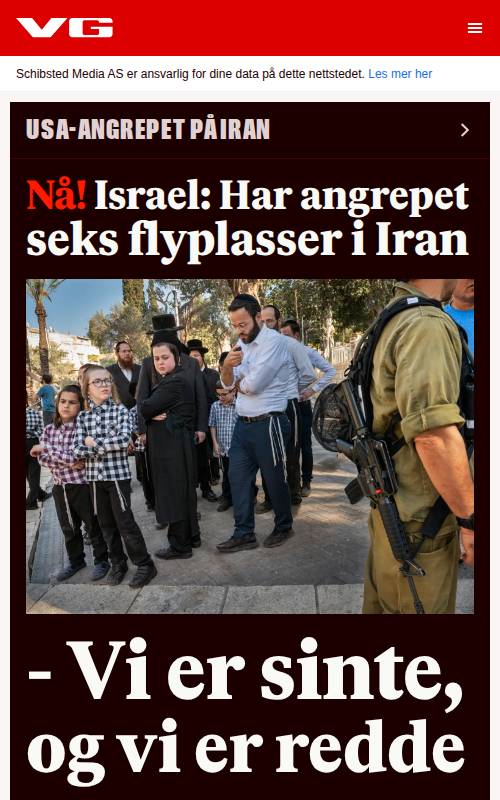 VG
Schibsted Media AS er ansvarlig for dine data på dette nettstedet. Les mer her
USA-ANGREPET PÅ IRAN
Nå! Israel: Har angrepet
seks flyplasser i Iran
- Vi er sinte,
og vi er redde